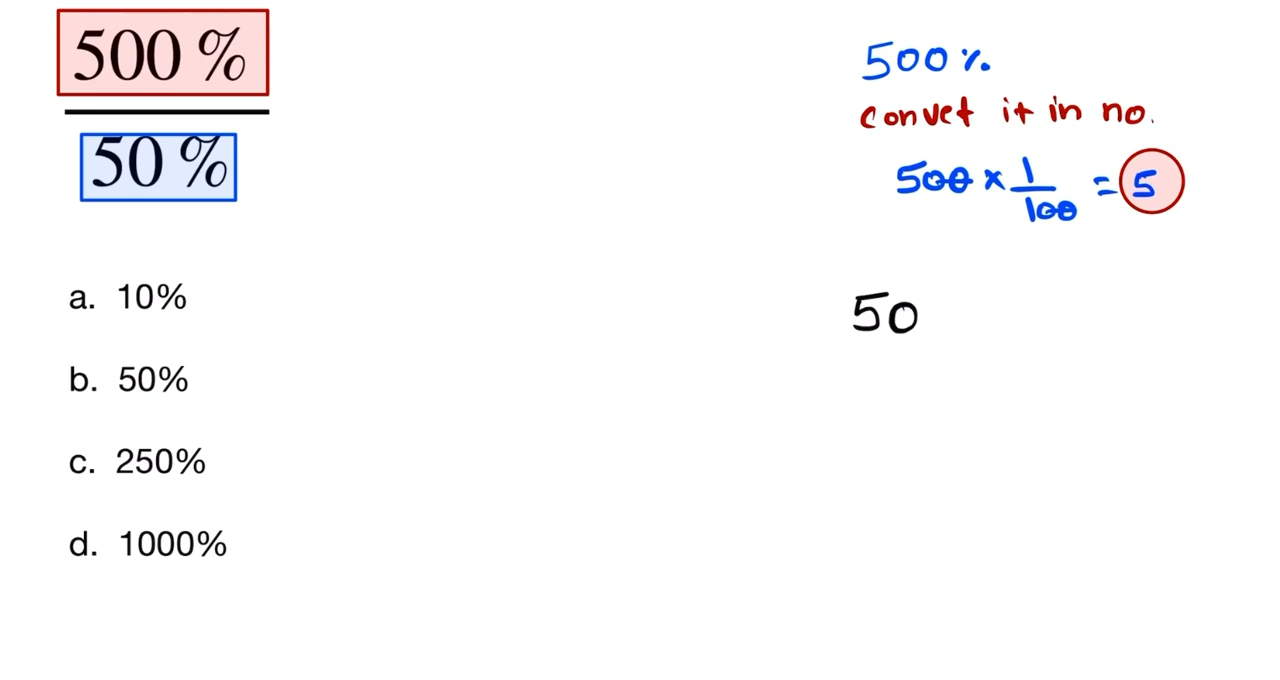 500 %
50 %
a. 10%
b. 50%
c. 250%
d. 1000%
500 %
convet it in no.
500 × 1/100 = 5
50